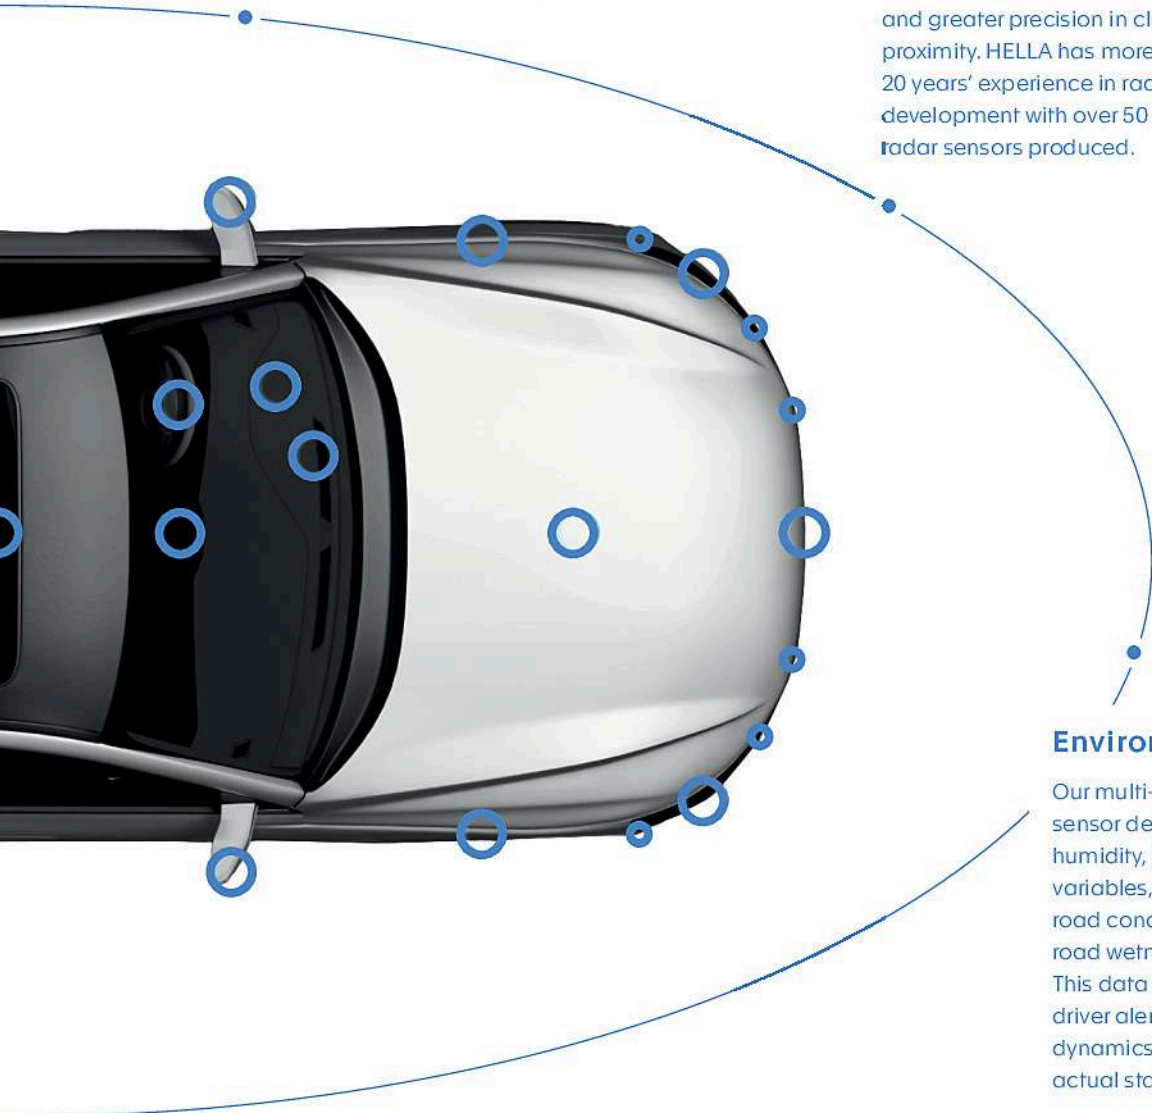 and greater precision in cl
proximity. HELLA has more
20 years' experience in rad
development with over 50
radar sensors produced.
Enviro
Our multi-
sensor de
humidity,
variables,
road cond
road wetn
This data
driver aler
dynamics
actual sta